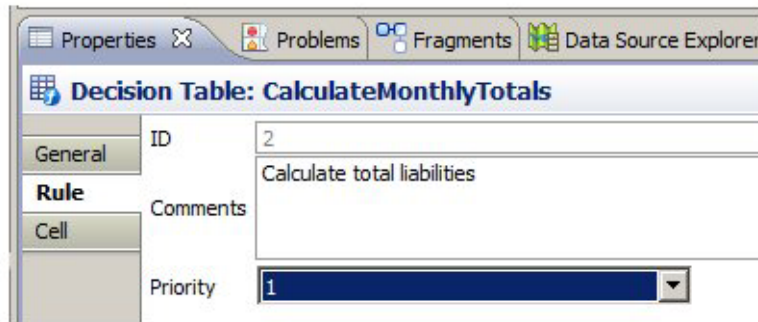 Properties Problems Fragments Data Source Explorer
Decision Table: CalculateMonthlyTotals
General
Rule
Cell
ID 2
Comments Calculate total liabilities
Priority 1